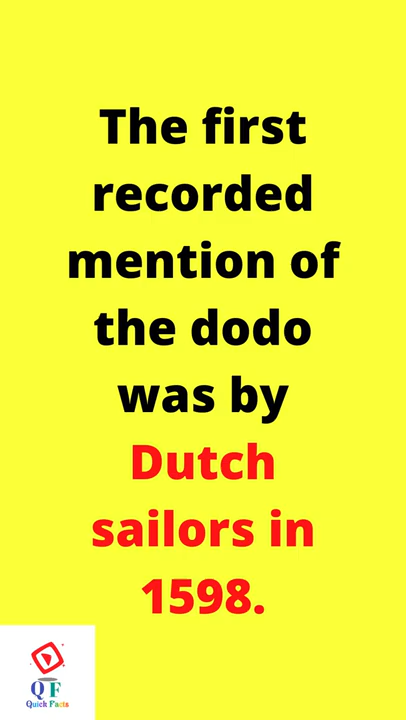 The first
recorded
mention of
the dodo
was by
Dutch
sailors in
1598.
QF
Quick Facts